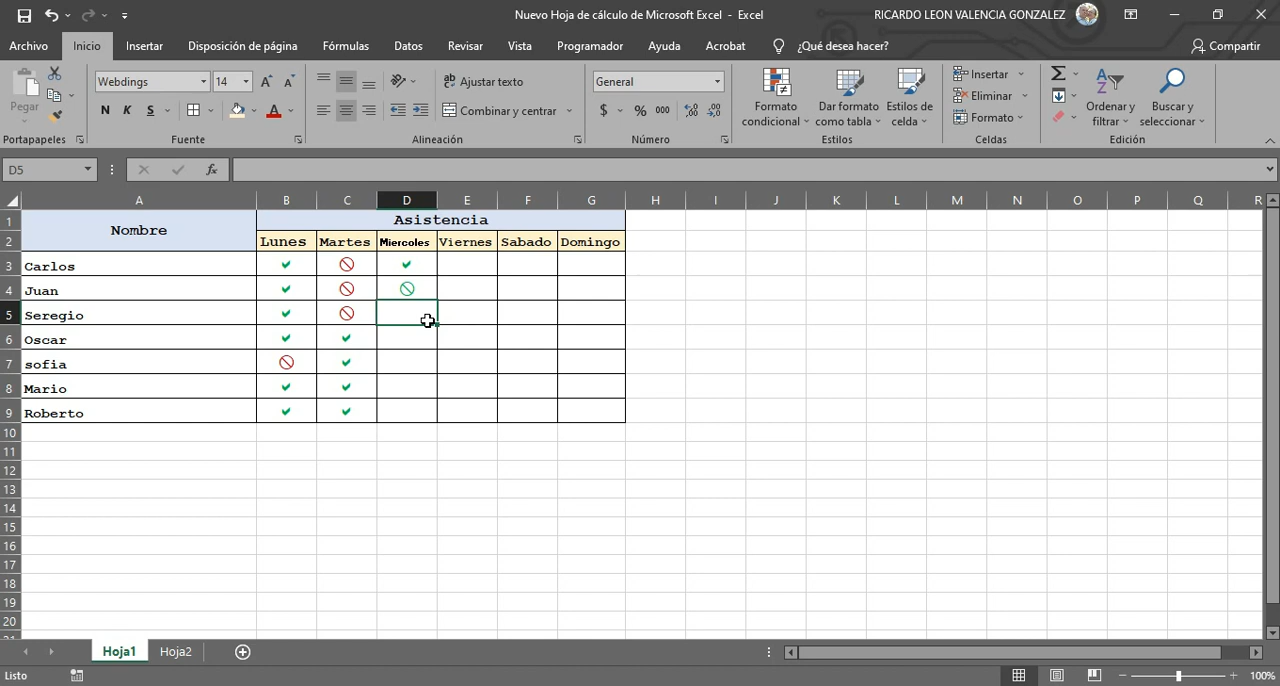 Nuevo Hoja de cálculo de Microsoft Excel - Excel
RICARDO LEON VALENCIA GONZALEZ
Archivo Inicio Insertar Disposición de página Fórmulas Datos Revisar Vista Programador Ayuda Acrobat ¿Qué desea hacer? Compartir
Pegar
Webdings 14
N K S
Ajustar texto
Combinar y centrar
General
$ % 000
Formato condicional
Dar formato como tabla
Estilos de celda
Insertar
Eliminar
Formato
Ordenar y filtrar
Buscar y seleccionar
Portapapeles Fuente Alineación Número Estilos Celdas Edición
D5 fx
A B C D E F G H I J K L M N O P Q R
1 Nombre Asistencia
2 Lunes Martes Miercoles Viernes Sabado Domingo
3 Carlos
4 Juan
5 Seregio
6 Oscar
7 sofia
8 Mario
9 Roberto
10
11
12
13
14
15
16
17
18
19
20
21
Hoja1 Hoja2
Listo 100%